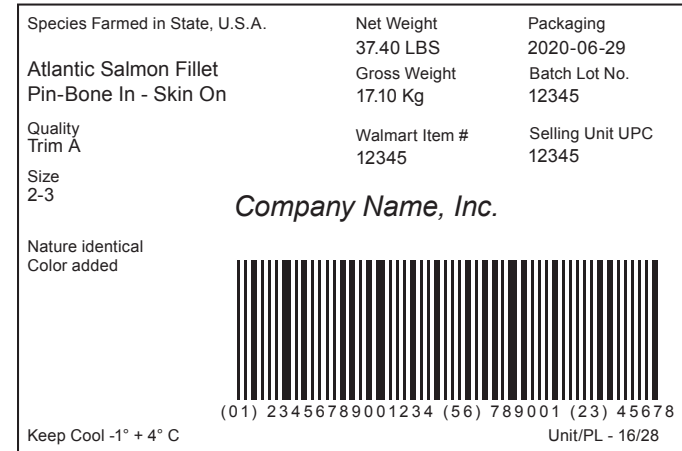 Species Farmed in State, U.S.A.
Atlantic Salmon Fillet
Pin-Bone In - Skin On
Quality
Trim A
Size
2-3
Nature identical
Color added
Net Weight
37.40 LBS
Gross Weight
17.10 Kg
Walmart Item #
12345
Packaging
2020-06-29
Batch Lot No.
12345
Selling Unit UPC
12345
Company Name, Inc.
(01) 23456789001234 (56) 789001 (23) 45678
Keep Cool -1° + 4° C
Unit/PL - 16/28